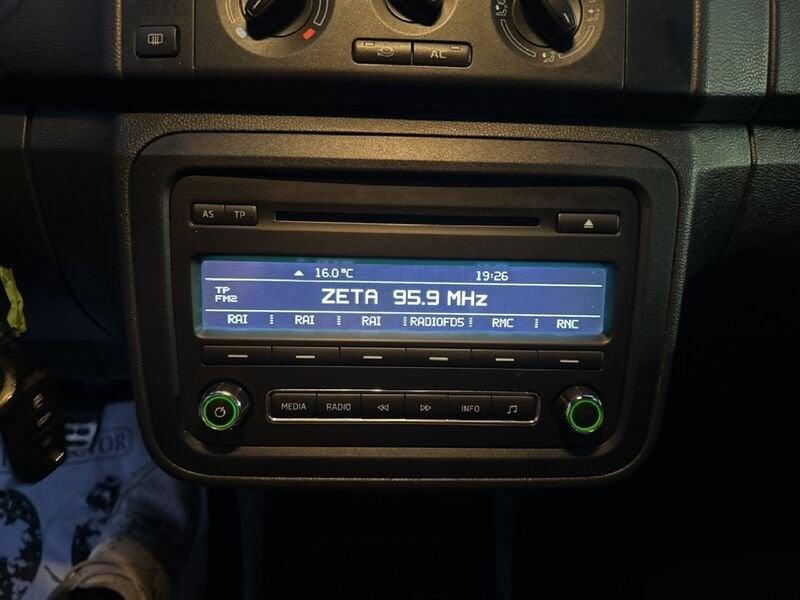 AC
AS TP
16.0°C 19:26
TP
FM2
ZETA 95.9 MHz
RAI RAI RAI RADIOFD5 RMC RNC
MEDIA RADIO INFO